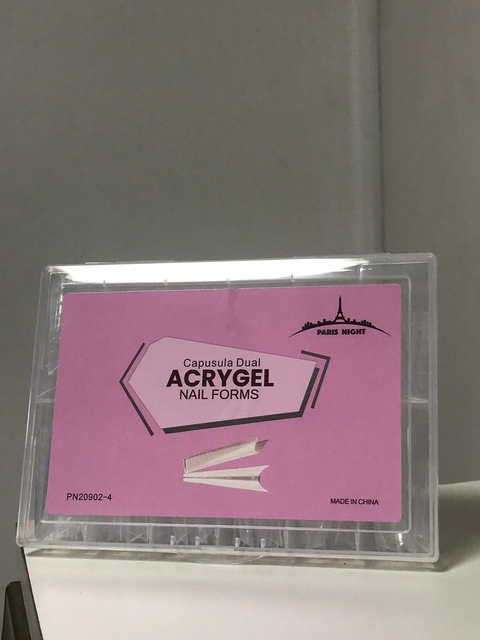 PARIS NIGHT
Capusula Dual
ACRYGEL
NAIL FORMS
PN20902-4
MADE IN CHINA